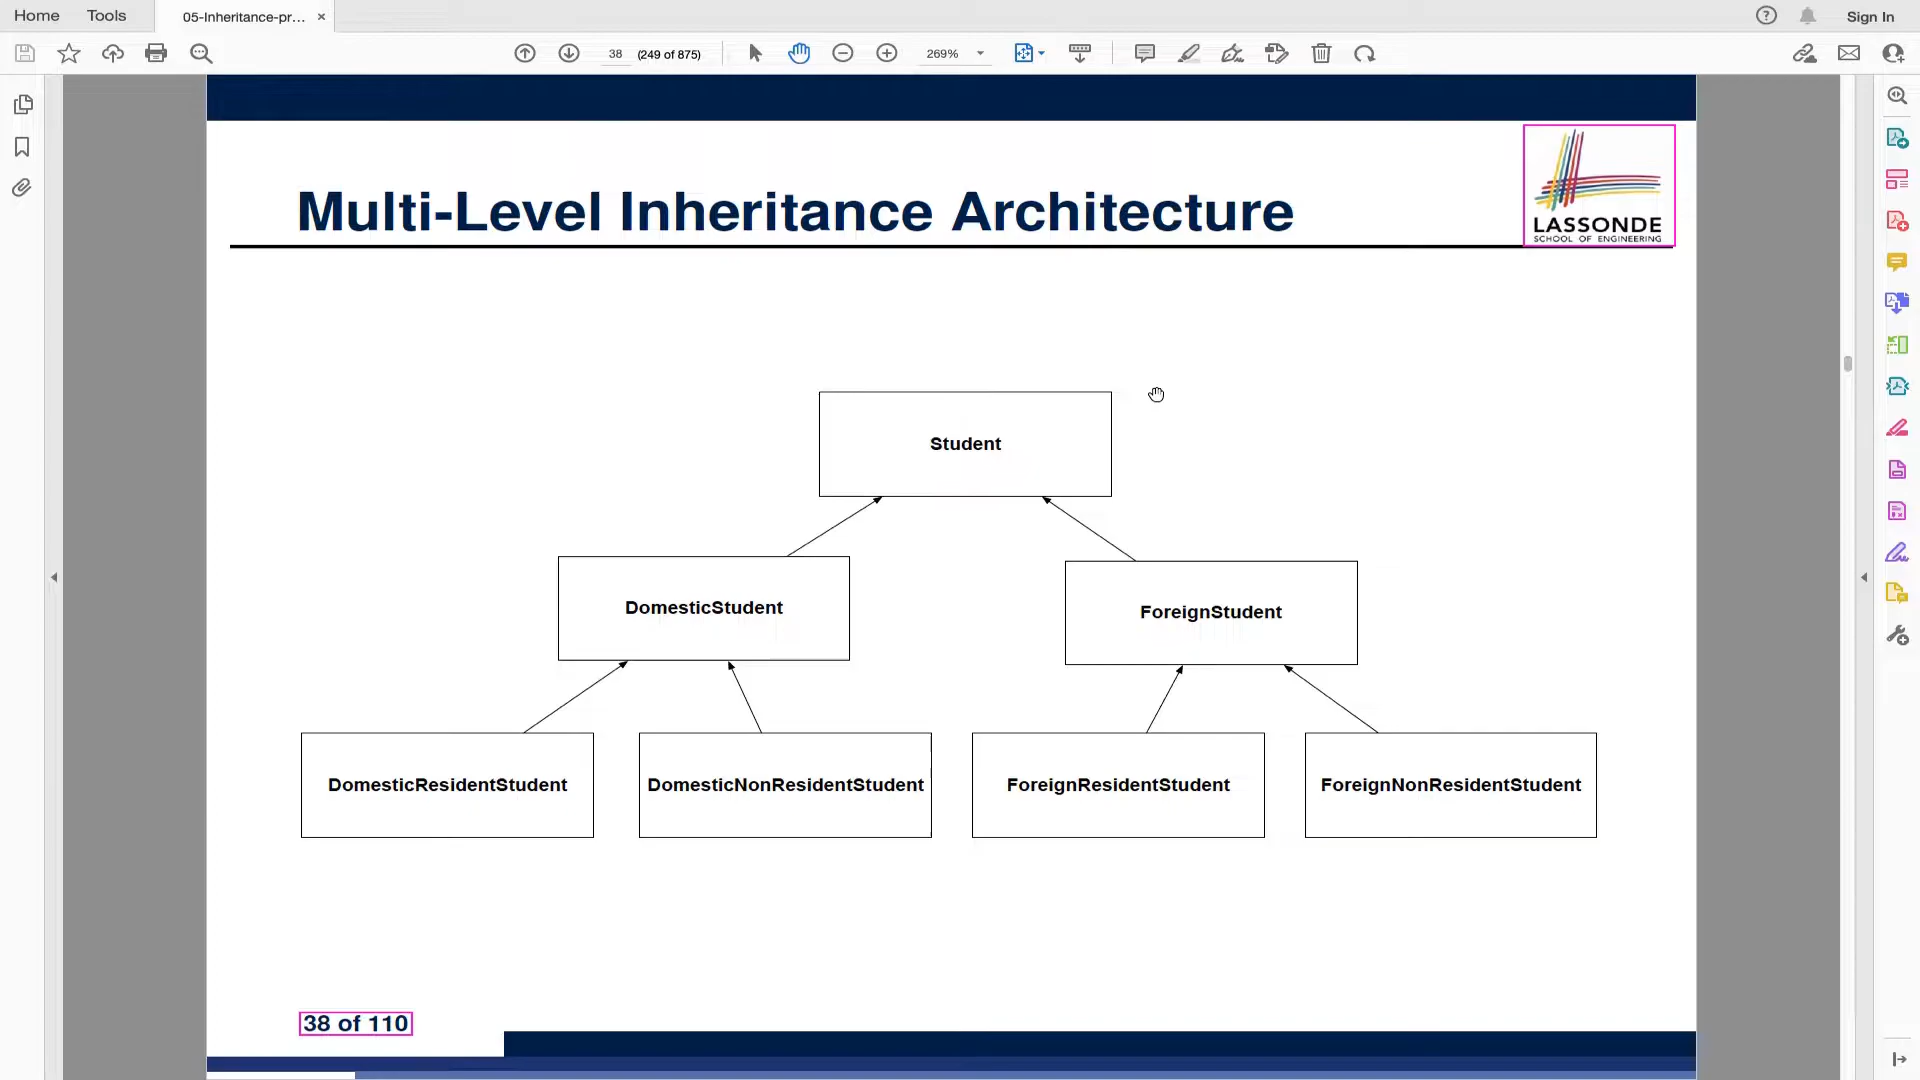 Home Tools 05-Inheritance-pr... × Sign In
38 (249 of 875) 269%
Multi-Level Inheritance Architecture
LASSONDE
SCHOOL OF ENGINEERING
Student
DomesticStudent
ForeignStudent
DomesticResidentStudent
DomesticNonResidentStudent
ForeignResidentStudent
ForeignNonResidentStudent
38 of 110